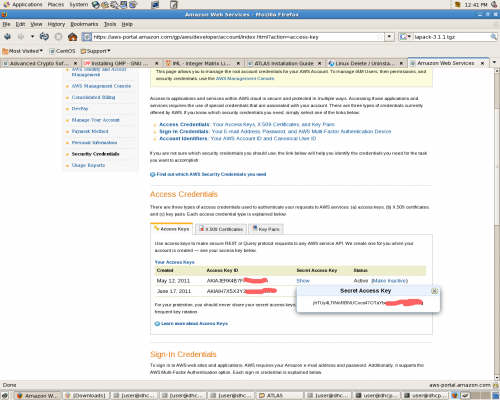 Applications Places System 12:41 PM
Amazon Web Services - Mozilla Firefox
File Edit View History Bookmarks Tools Help
https://aws-portal.amazon.com/gp/aws/developer/account/index.html?action=access-key
lapack-3.1.1.tgz
Most Visited CentOS Support
Advanced Crypto Sof... Installing GMP - GNU ... IML - Integer Matrix Li... ATLAS Installation Guide Linux Delete / Uninsta... Amazon Web Services
AWS Identity and Access
Management
AWS Management Console
Consolidated Billing
DevPay
Manage Your Account
Payment Method
Personal Information
Security Credentials
Usage Reports
This page allows you to manage the root account credentials for your AWS Account. To manage IAM Users, their permissions, and
security credentials, use the AWS Management Console.
Access to applications and services within AWS cloud is secure and protected in multiple ways. Accessing those applications and
services requires the use of special credentials that are associated with your account. There are three types of credentials currently
offered by AWS. If you know which security credentials you need, simply select one of the links below.
Access Credentials: Your Access Keys, X.509 Certificates, and Key Pairs
Sign-In Credentials: Your E-mail Address, Password, and AWS Multi-Factor Authentication Device
Account Identifiers: Your AWS Account ID and Canonical User ID
If you are not sure which security credentials you should use, the link below will help you identify the credentials you need for the task
you want to accomplish:
Find out which AWS Security Credentials you need
Access Credentials
There are three types of access credentials used to authenticate your requests to AWS services: (a) access keys, (b) X.509 certificates,
and (c) key pairs. Each access credential type is explained below.
Access Keys X.509 Certificates Key Pairs
Use access keys to make secure REST or Query protocol requests to any AWS service API. We create one for you when your
account is created — see your access key below.
Your Access Keys
Created Access Key ID Secret Access Key Status
May 12, 2011 Show Active (Make Inactive)
June 17, 2011
Secret Access Key
For your protection, you should never share your secret access keys
frequent key rotation.
Learn more about Access Keys
Sign-In Credentials
To sign in to AWS web sites and applications, AWS requires your Amazon e-mail address and password. Additionally, it supports the
AWS Multi-Factor Authentication option. Each sign-in credential is explained below.
Done aws-portal.amazon.com
Amazon W... [Downloads] [user@dhc... [user@dhc... [user@dhc... ATLAS [user@dhc... [user@dhcp... [user@dhc...